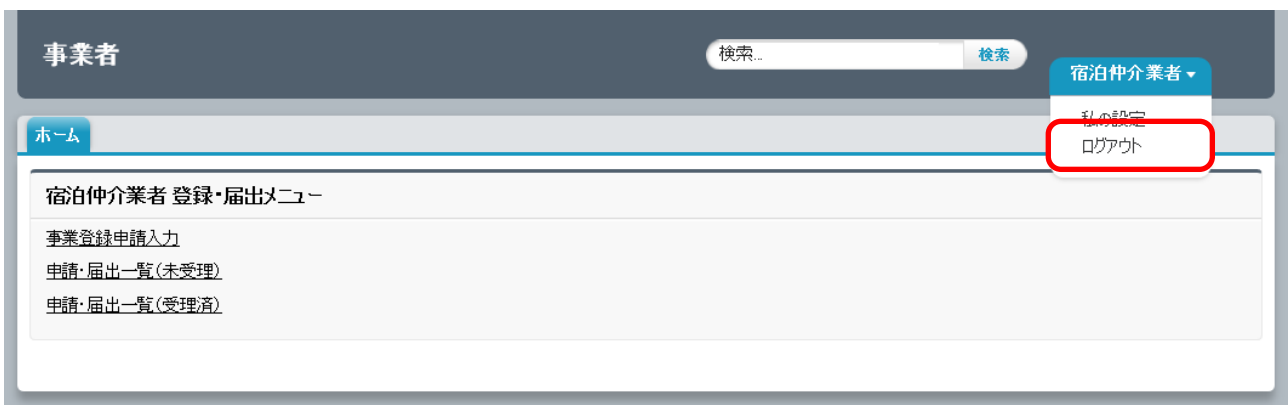 事業者
検索...
検索
宿泊仲介業者
私の設定
ログアウト
ホーム
宿泊仲介業者 登録・届出メニュー
事業登録申請入力
申請・届出一覧(未受理)
申請・届出一覧(受理済)